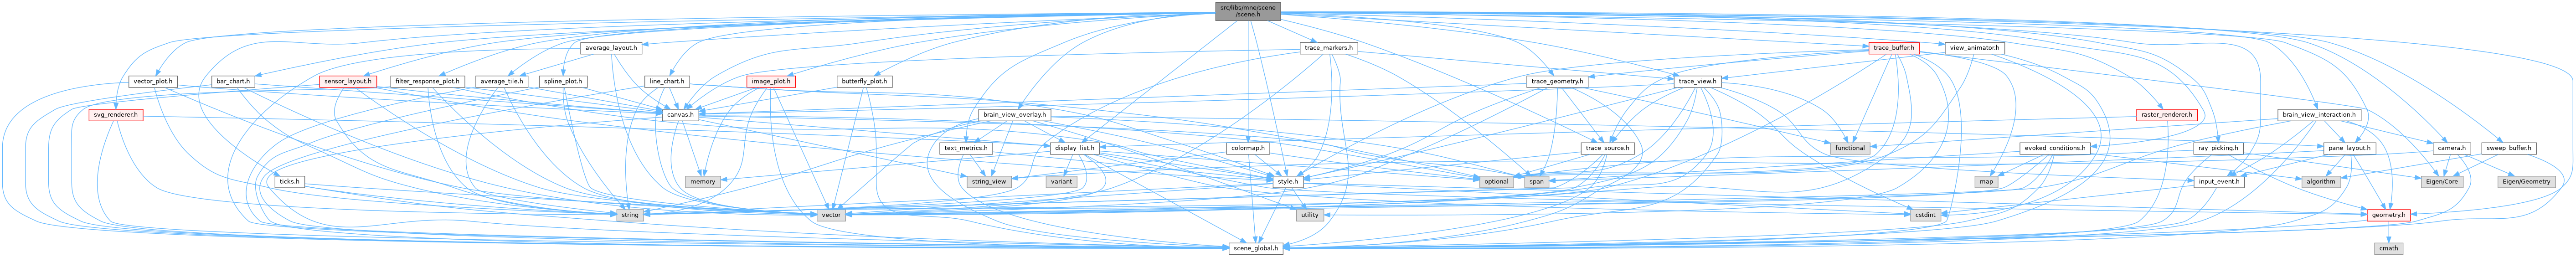 src/libs/mne/scene
/scene.h
average_layout.h
trace_markers.h
trace_buffer.h
view_animator.h
vector_plot.h
bar_chart.h
sensor_layout.h
filter_response_plot.h
average_tile.h
spline_plot.h
line_chart.h
image_plot.h
butterfly_plot.h
trace_geometry.h
trace_view.h
svg_renderer.h
canvas.h
brain_view_overlay.h
raster_renderer.h
brain_view_interaction.h
text_metrics.h
display_list.h
colormap.h
trace_source.h
functional
evoked_conditions.h
ray_picking.h
pane_layout.h
camera.h
sweep_buffer.h
ticks.h
memory
string_view
variant
style.h
optional
span
map
input_event.h
algorithm
Eigen/Core
Eigen/Geometry
string
vector
utility
cstdint
geometry.h
scene_global.h
cmath